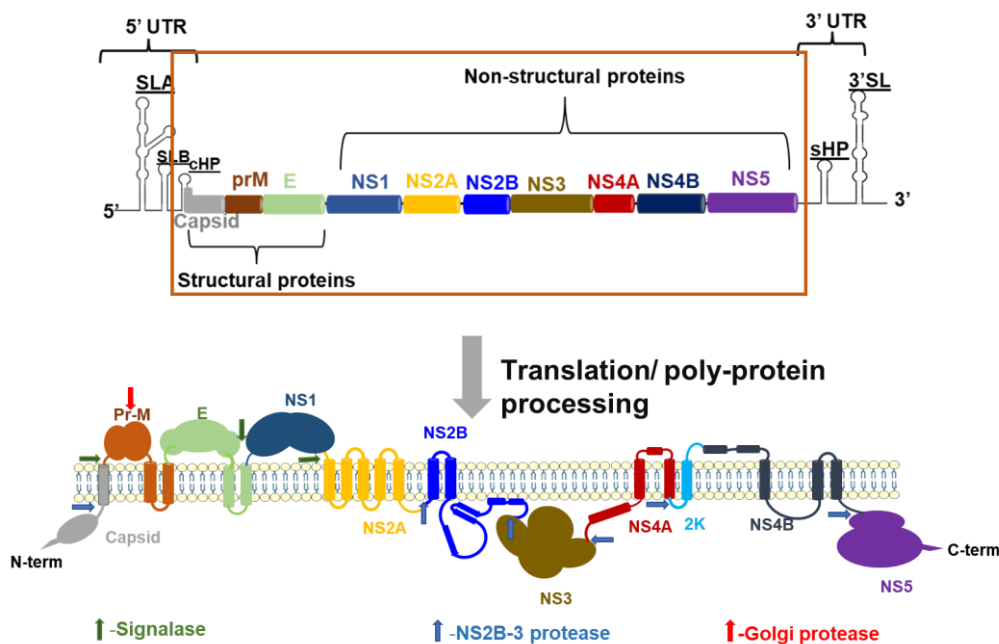 5’ UTR
3’ UTR
SLA
Non-structural proteins
3’SL
SLB
cHP
sHP
prM
E
NS1
NS2A
NS2B
NS3
NS4A
NS4B
NS5
5’
Capsid
3’
Structural proteins
Translation/ poly-protein
processing
Pr-M
E
NS1
NS2B
2K
NS2A
NS4A
NS4B
Capsid
N-term
C-term
NS3
NS5
-Signalase
-NS2B-3 protease
-Golgi protease